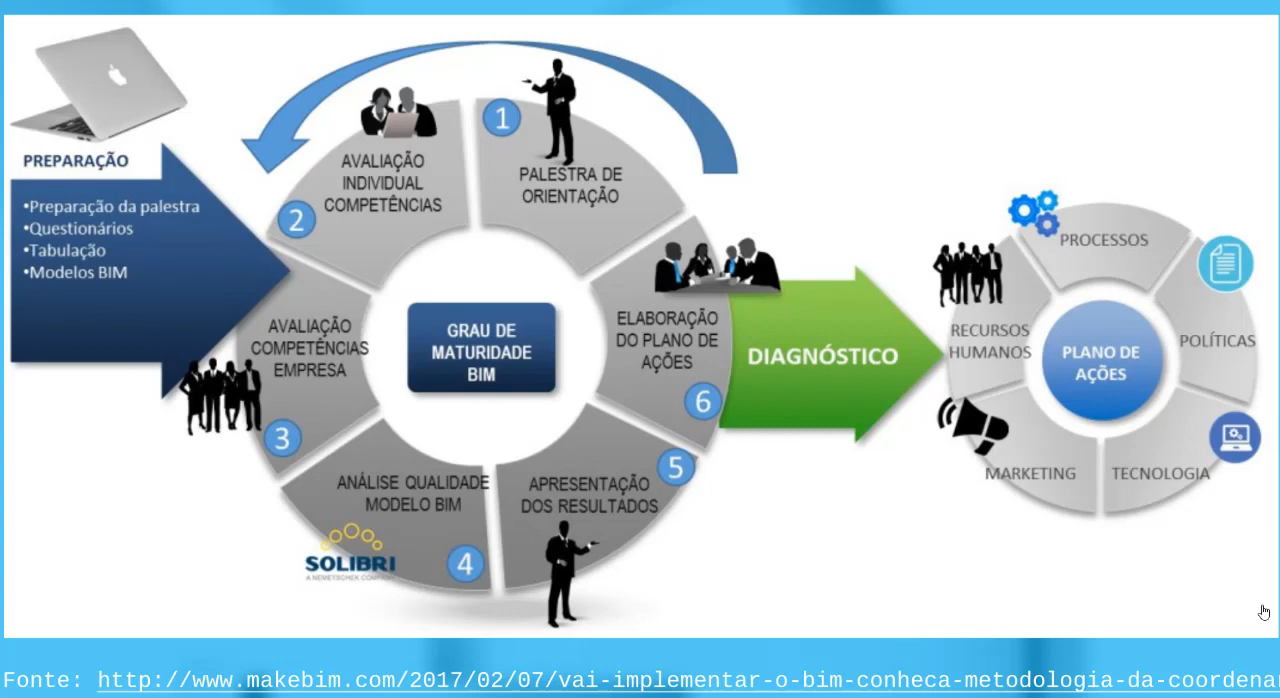 PREPARAÇÃO
•Preparação da palestra
•Questionários
•Tabulação
•Modelos BIM
1
PALESTRA DE
ORIENTAÇÃO
AVALIAÇÃO
INDIVIDUAL
COMPETÊNCIAS
2
AVALIAÇÃO
COMPETÊNCIAS
EMPRESA
3
ANÁLISE QUALIDADE
MODELO BIM
SOLIBRI
A NEMETSCHEK COMPANY
4
5
APRESENTAÇÃO
DOS RESULTADOS
ELABORAÇÃO
DO PLANO DE
AÇÕES
6
GRAU DE
MATURIDADE
BIM
DIAGNÓSTICO
PROCESSOS
POLÍTICAS
TECNOLOGIA
MARKETING
RECURSOS
HUMANOS
PLANO DE
AÇÕES
Fonte: http://www.makebim.com/2017/02/07/vai-implementar-o-bim-conheca-metodologia-da-coordena